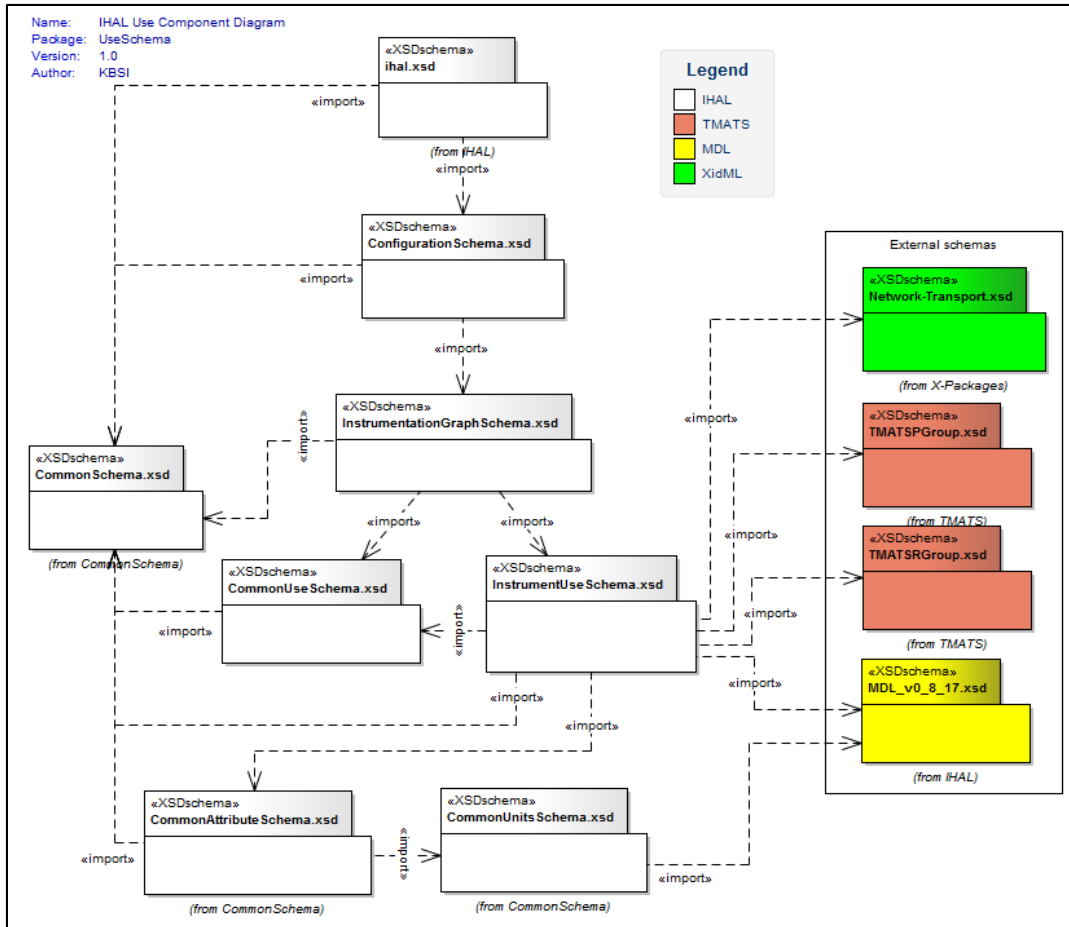 Name: IHAL Use Component Diagram
Package: UseSchema
Version: 1.0
Author: KBSI
«XSDschema»
ihal.xsd
(from IHAL)
«import»
«import»
Legend
IHAL
TMATS
MDL
XidML
«XSDschema»
ConfigurationSchema.xsd
«import»
«import»
External schemas
«XSDschema»
Network-Transport.xsd
(from X-Packages)
«XSDschema»
InstrumentationGraphSchema.xsd
«import»
«import»
«import»
«import»
«XSDschema»
TMATSPGroup.xsd
(from TMATS)
«XSDschema»
CommonSchema.xsd
(from CommonSchema)
«XSDschema»
TMATSRGroup.xsd
(from TMATS)
«XSDschema»
CommonUseSchema.xsd
«import»
«XSDschema»
InstrumentUseSchema.xsd
«import»
«import»
«import»
«import»
«import»
«import»
«import»
«XSDschema»
MDL_v0_8_17.xsd
(from IHAL)
«XSDschema»
CommonAttributeSchema.xsd
(from CommonSchema)
«import»
«import»
«XSDschema»
CommonUnitsSchema.xsd
(from CommonSchema)
«import»